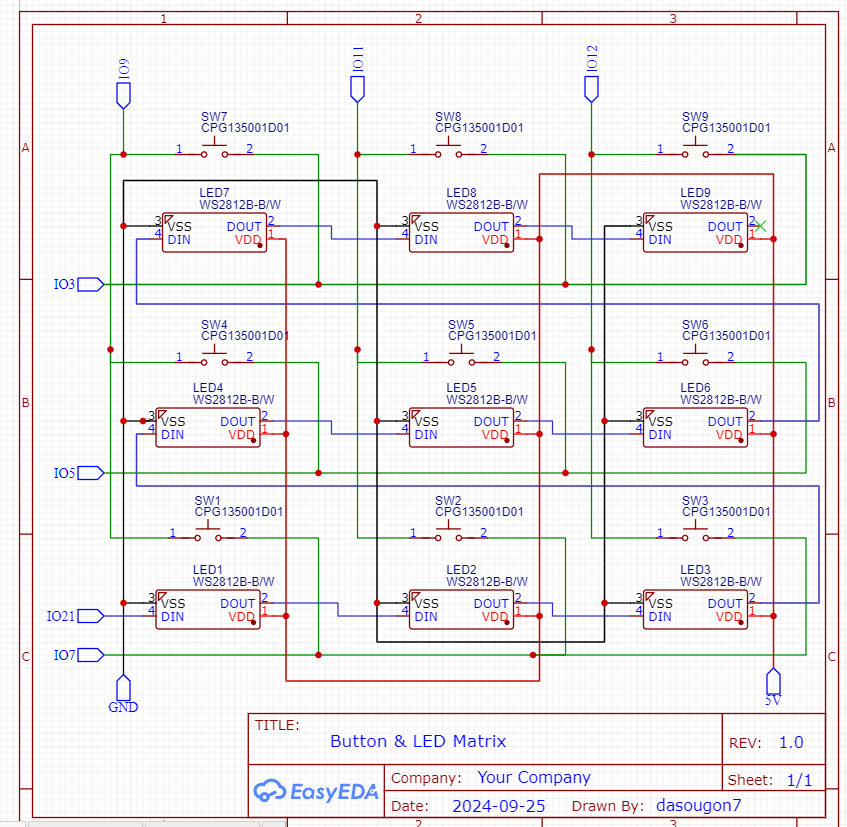 1 2 3
IO9 IO11 IO12
SW7 SW8 SW9
CPG135001D01 CPG135001D01 CPG135001D01
A 1 2 1 2 1 2 A
LED7 LED8 LED9
WS2812B-B/W WS2812B-B/W WS2812B-B/W
3 VSS DOUT 2 3 VSS DOUT 2 3 VSS DOUT 2
4 DIN VDD 1 4 DIN VDD 1 4 DIN VDD 1
IO3
SW4 SW5 SW6
CPG135001D01 CPG135001D01 CPG135001D01
1 2 1 2 1 2
LED4 LED5 LED6
B WS2812B-B/W WS2812B-B/W WS2812B-B/W B
3 VSS DOUT 2 3 VSS DOUT 2 3 VSS DOUT 2
4 DIN VDD 1 4 DIN VDD 1 4 DIN VDD 1
IO5
SW1 SW2 SW3
CPG135001D01 CPG135001D01 CPG135001D01
1 2 1 2 1 2
LED1 LED2 LED3
WS2812B-B/W WS2812B-B/W WS2812B-B/W
3 VSS DOUT 2 3 VSS DOUT 2 3 VSS DOUT 2
IO21 4 DIN VDD 1 4 DIN VDD 1 4 DIN VDD 1
C IO7 C
GND 5V
TITLE:
Button & LED Matrix
REV: 1.0
EasyEDA
Company: Your Company
Sheet: 1/1
Date: 2024-09-25 Drawn By: dasougon7
2 3